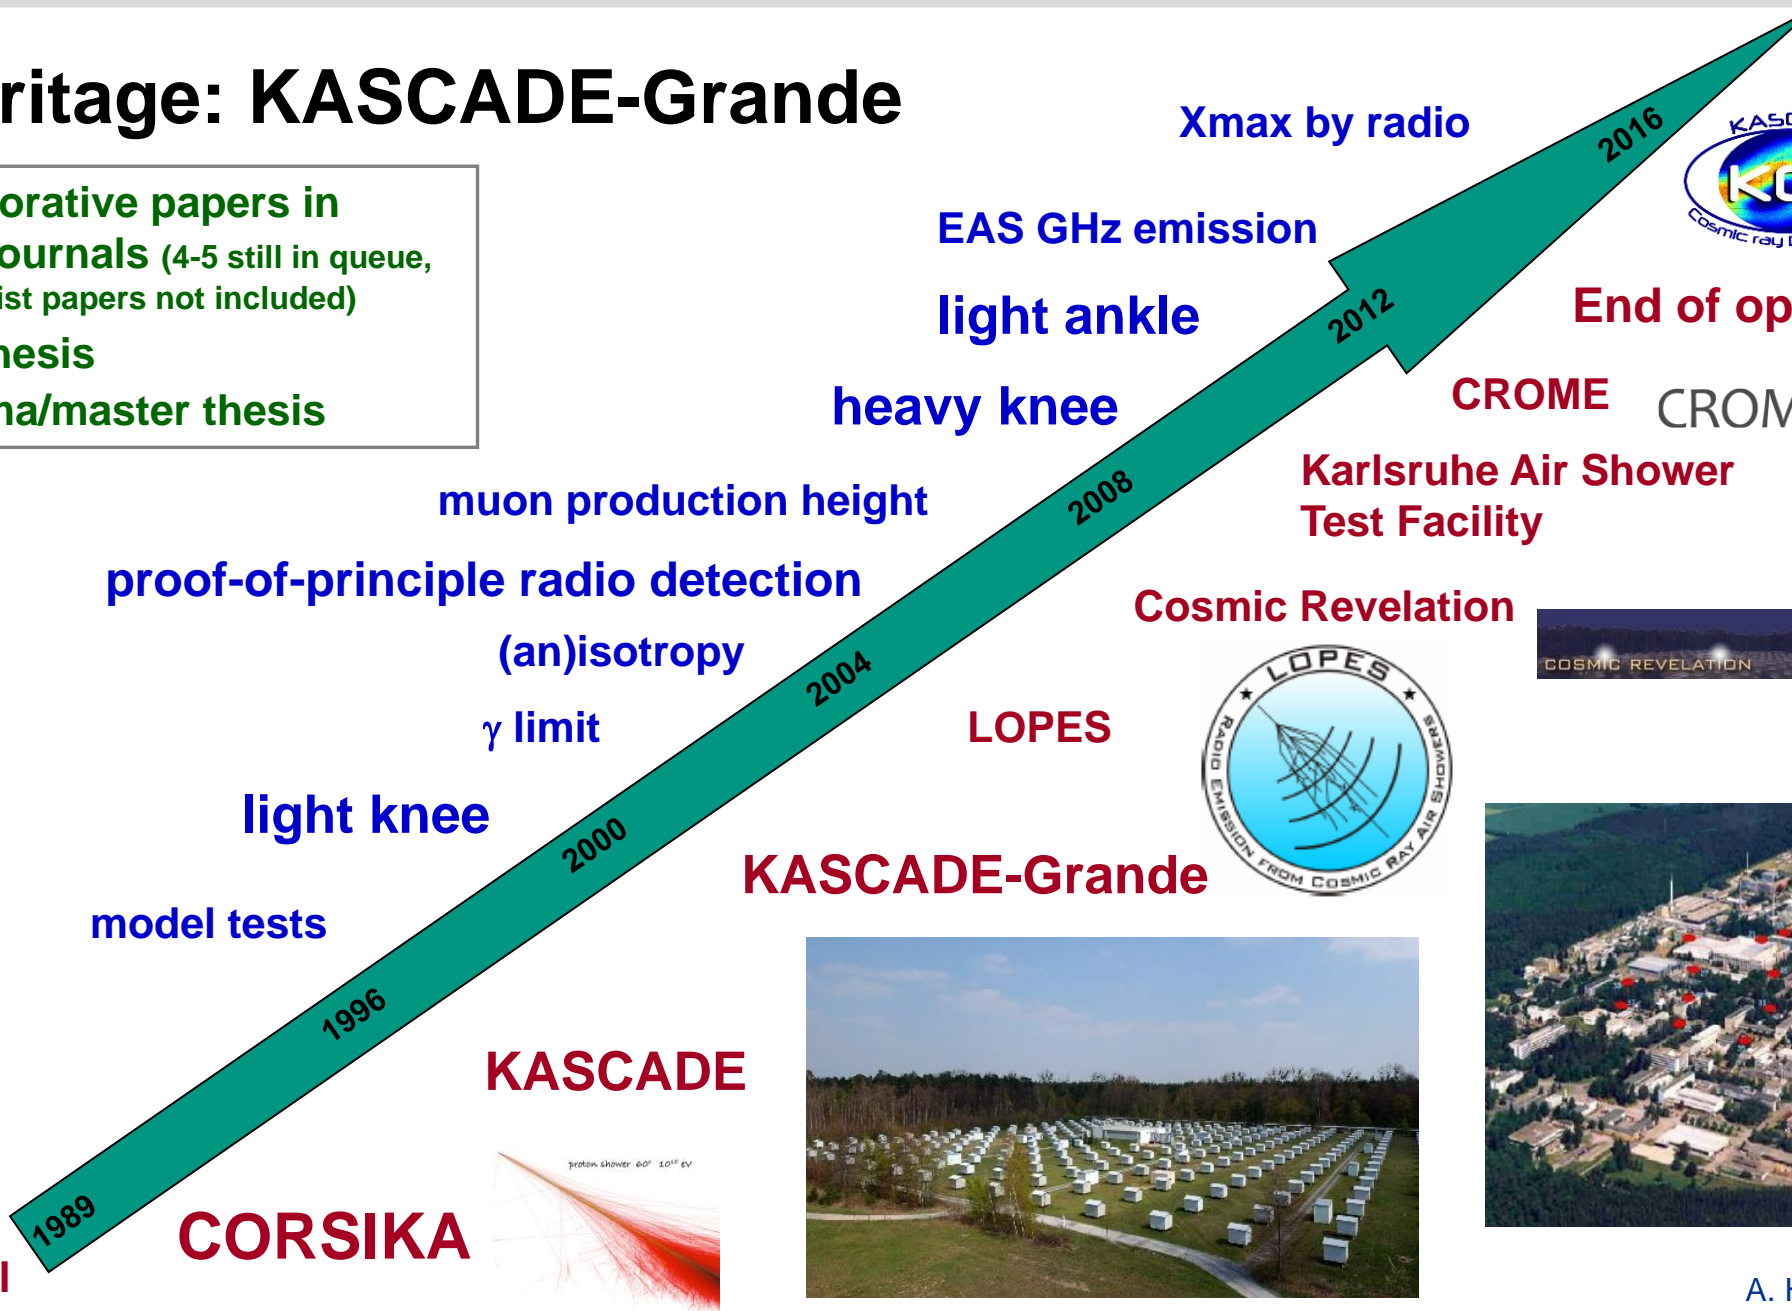 ritage: KASCADE-Grande
orative papers in
ournals (4-5 still in queue,
ist papers not included)
hesis
na/master thesis
Xmax by radio
2016
EAS GHz emission
light ankle
2012
End of op
heavy knee
CROME
CROM
Karlsruhe Air Shower
Test Facility
muon production height
2008
proof-of-principle radio detection
Cosmic Revelation
COSMIC REVELATION
(an)isotropy
2004
LOPES
RADIO EMISSION FROM COSMIC RAY AIR SHOWERS
γ limit
LOPES
light knee
2000
KASCADE-Grande
model tests
1996
KASCADE
proton shower 60° 10¹⁵ eV
1989
CORSIKA
A.